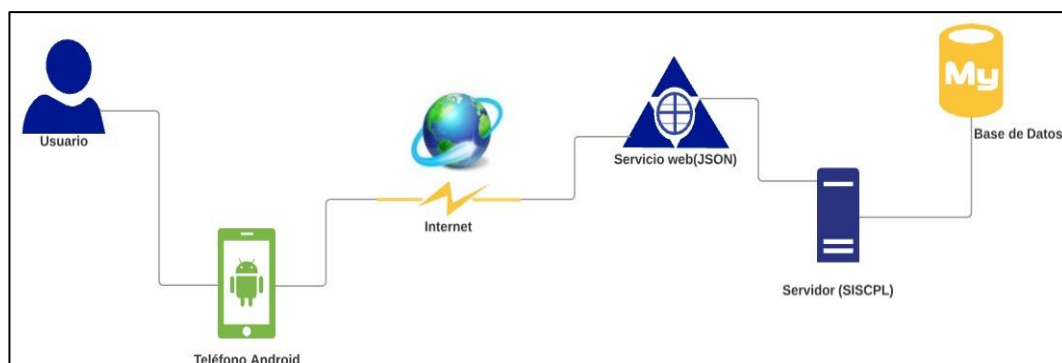 Usuario
Teléfono Android
Internet
Servicio web(JSON)
Servidor (SISCPL)
My
Base de Datos